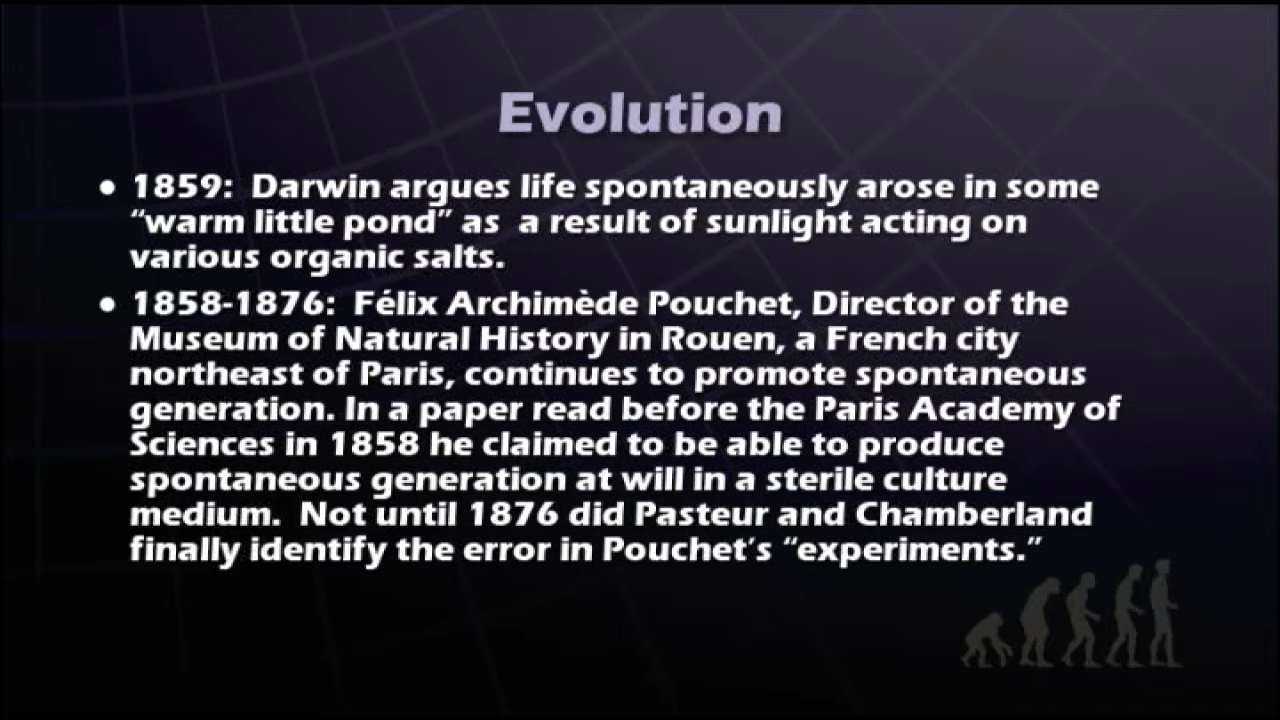 Evolution
• 1859:  Darwin argues life spontaneously arose in some
“warm little pond” as  a result of sunlight acting on
various organic salts.
• 1858-1876:  Félix Archimède Pouchet, Director of the
Museum of Natural History in Rouen, a French city
northeast of Paris, continues to promote spontaneous
generation. In a paper read before the Paris Academy of
Sciences in 1858 he claimed to be able to produce
spontaneous generation at will in a sterile culture
medium.  Not until 1876 did Pasteur and Chamberland
finally identify the error in Pouchet’s “experiments.”